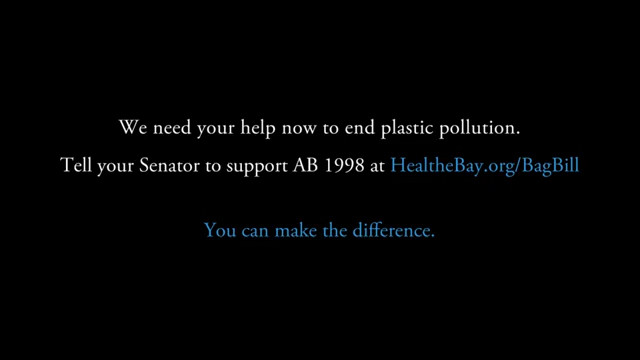 We need your help now to end plastic pollution.
Tell your Senator to support AB 1998 at HealtheBay.org/BagBill
You can make the difference.